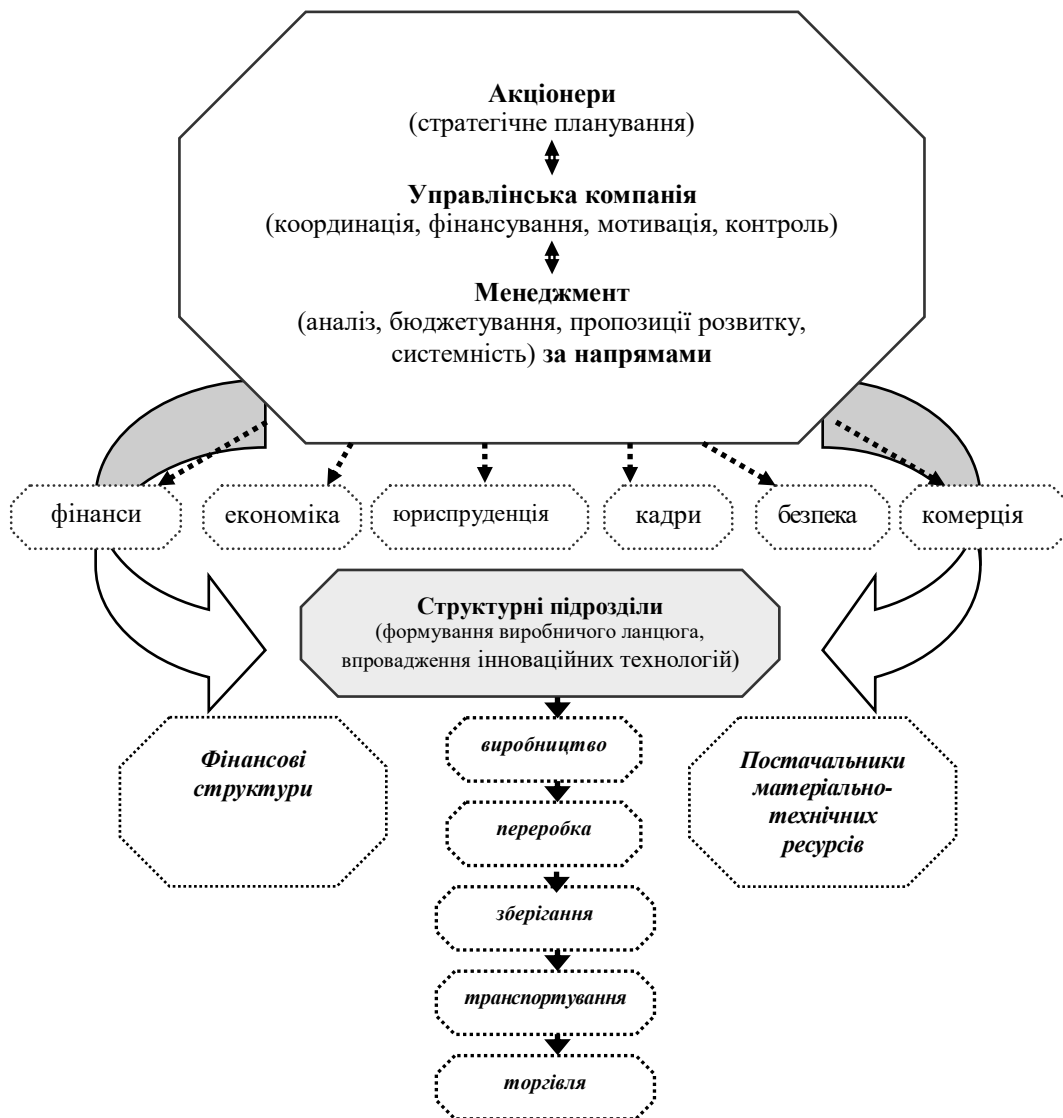 Акціонери
(стратегічне планування)
Управлінська компанія
(координація, фінансування, мотивація, контроль)
Менеджмент
(аналіз, бюджетування, пропозиції розвитку,
системність) за напрямами
фінанси
економіка
юриспруденція
кадри
безпека
комерція
Структурні підрозділи
(формування виробничого ланцюга,
впровадження інноваційних технологій)
виробництво
Фінансові
структури
Постачальники
матеріально-
технічних
ресурсів
переробка
зберігання
транспортування
торгівля